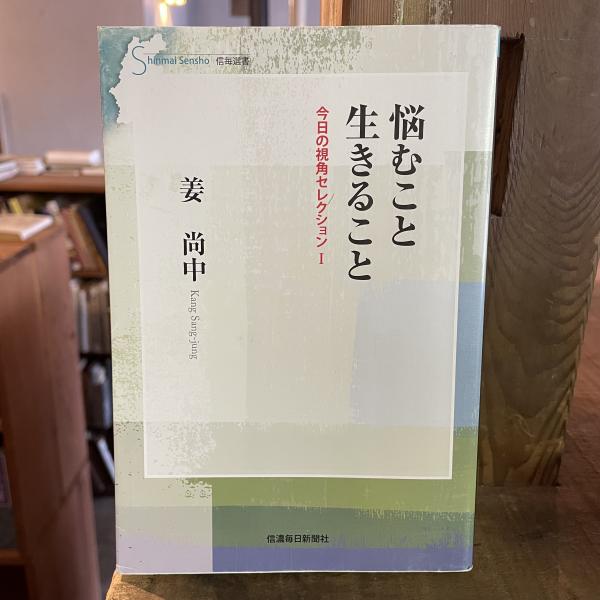 Shinmai Sensho 信毎選書
悩むこと
生きること
今日の視角セレクション I
姜 尚中
Kang Sang-jung
信濃毎日新聞社